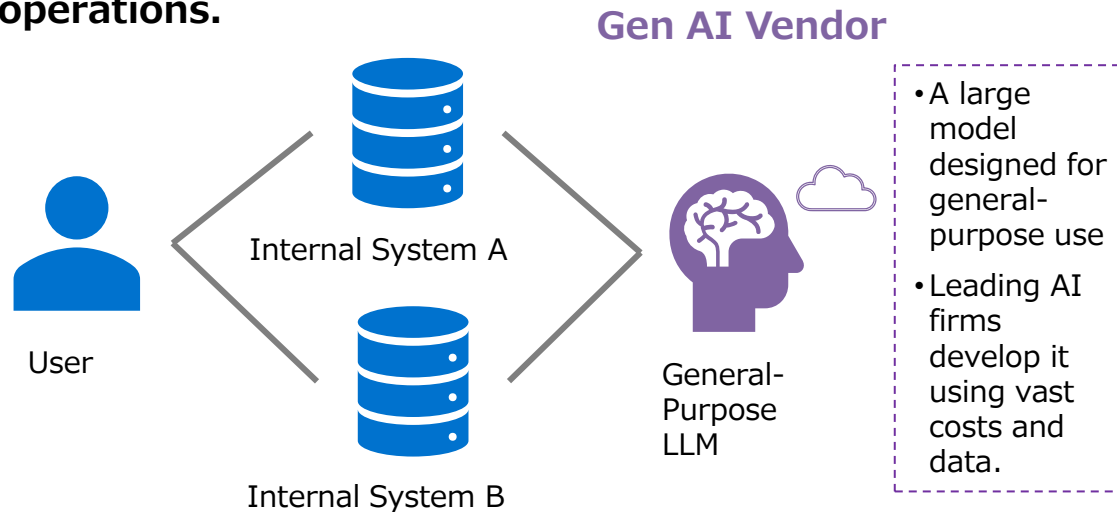 operations.
Gen AI Vendor
Internal System A
User
Internal System B
General-
Purpose
LLM
•A large
model
designed for
general-
purpose use
•Leading AI
firms
develop it
using vast
costs and
data.